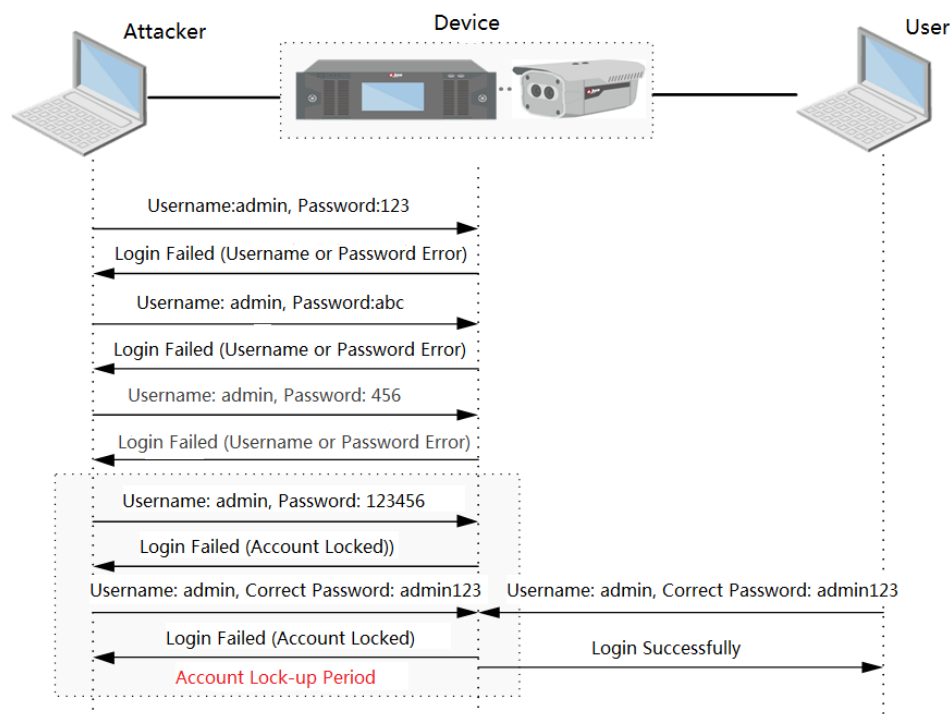 Attacker
Device
User
Username:admin, Password:123
Login Failed (Username or Password Error)
Username: admin, Password:abc
Login Failed (Username or Password Error)
Username: admin, Password: 456
Login Failed (Username or Password Error)
Username: admin, Password: 123456
Login Failed (Account Locked))
Username: admin, Correct Password: admin123
Username: admin, Correct Password: admin123
Login Failed (Account Locked)
Login Successfully
Account Lock-up Period